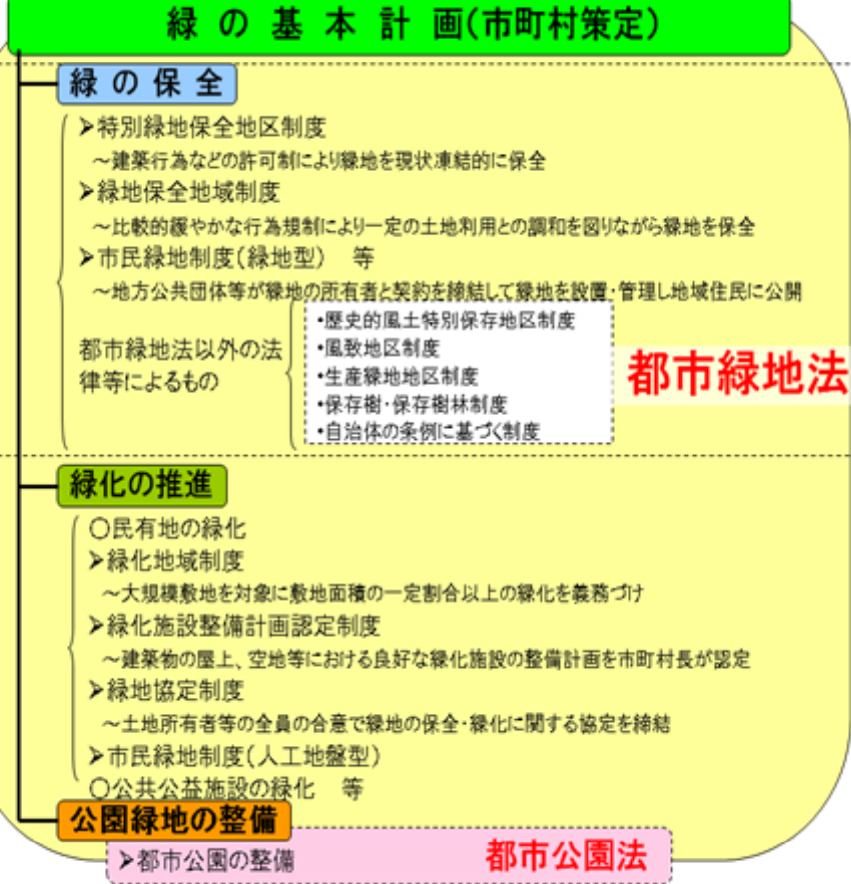 緑 の 基 本 計 画(市町村策定)
緑 の 保 全
➢特別緑地保全地区制度
～建築行為などの許可制により緑地を現状凍結的に保全
➢緑地保全地域制度
～比較的緩やかな行為規制により一定の土地利用との調和を図りながら緑地を保全
➢市民緑地制度(緑地型) 等
～地方公共団体等が緑地の所有者と契約を締結して緑地を設置・管理し地域住民に公開
都市緑地法以外の法
律等によるもの
・歴史的風土特別保存地区制度
・風致地区制度
・生産緑地地区制度
・保存樹・保存樹林制度
・自治体の条例に基づく制度
都市緑地法
緑化の推進
○民有地の緑化
➢緑化地域制度
～大規模敷地を対象に敷地面積の一定割合以上の緑化を義務づけ
➢緑化施設整備計画認定制度
～建築物の屋上、空地等における良好な緑化施設の整備計画を市町村長が認定
➢緑地協定制度
～土地所有者等の全員の合意で緑地の保全・緑化に関する協定を締結
➢市民緑地制度(人工地盤型)
○公共公益施設の緑化 等
公園緑地の整備
➢都市公園の整備
都市公園法